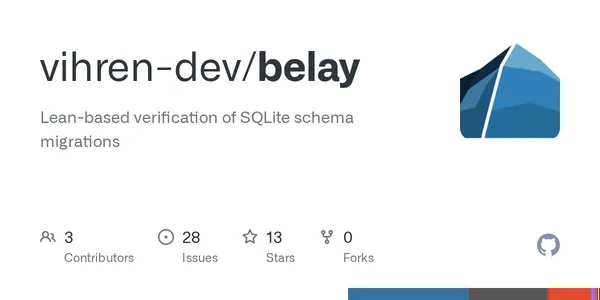 vihren-dev/belay
Lean-based verification of SQLite schema
migrations
3 28 13 0
Contributors Issues Stars Forks